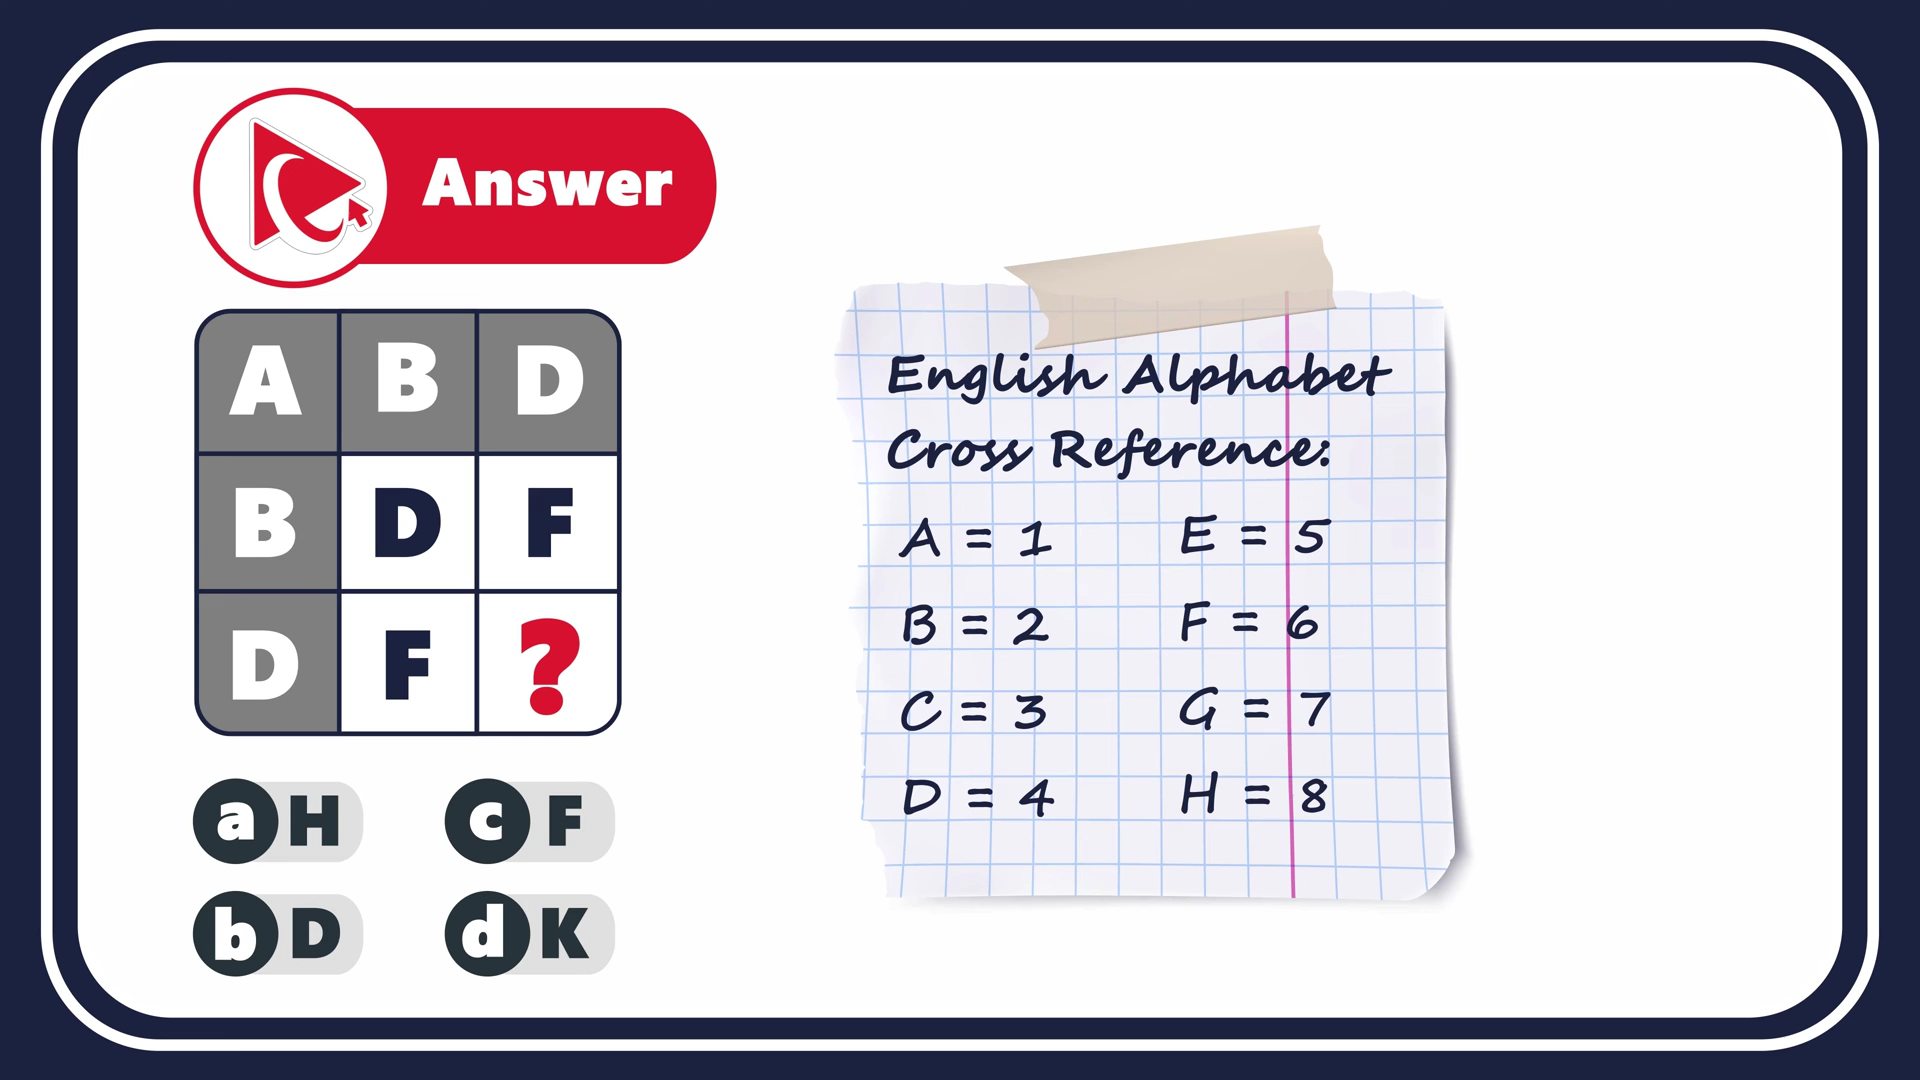 Answer
A B D
B D F
D F ?
a H c F
b D d K
English Alphabet
Cross Reference:
A = 1 E = 5
B = 2 F = 6
C = 3 G = 7
D = 4 H = 8